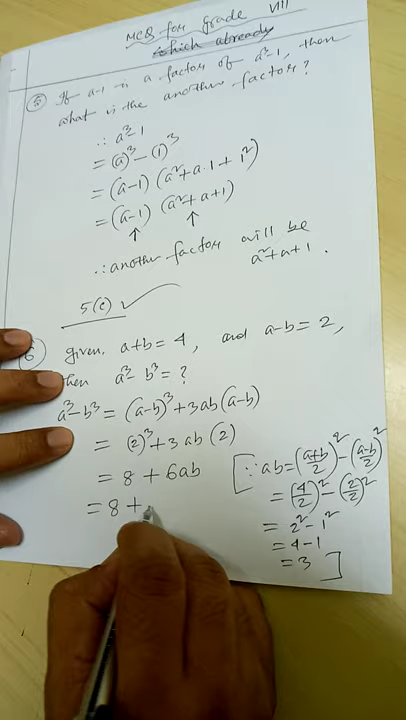 MCQ for grade VIII
which already
⑤ If a-1 is a factor of a³-1, then
what is the another factor?
∴ a³-1
= (a)³ - (1)³
= (a-1) (a²+a.1+1²)
= (a-1) (a²+a+1)
↑ ↑
∴ another factor will be
a²+a+1.
5(c) ✓
⑥ given, a+b=4, and a-b=2,
then a³-b³=?
a³-b³= (a-b)³+3ab(a-b)
= (2)³+3ab(2)
= 8 + 6ab
= 8 +
[∵ ab=(a+b/2)²-(a-b/2)²
= (4/2)²-(2/2)²
= 2²-1²
= 4-1
= 3 ]